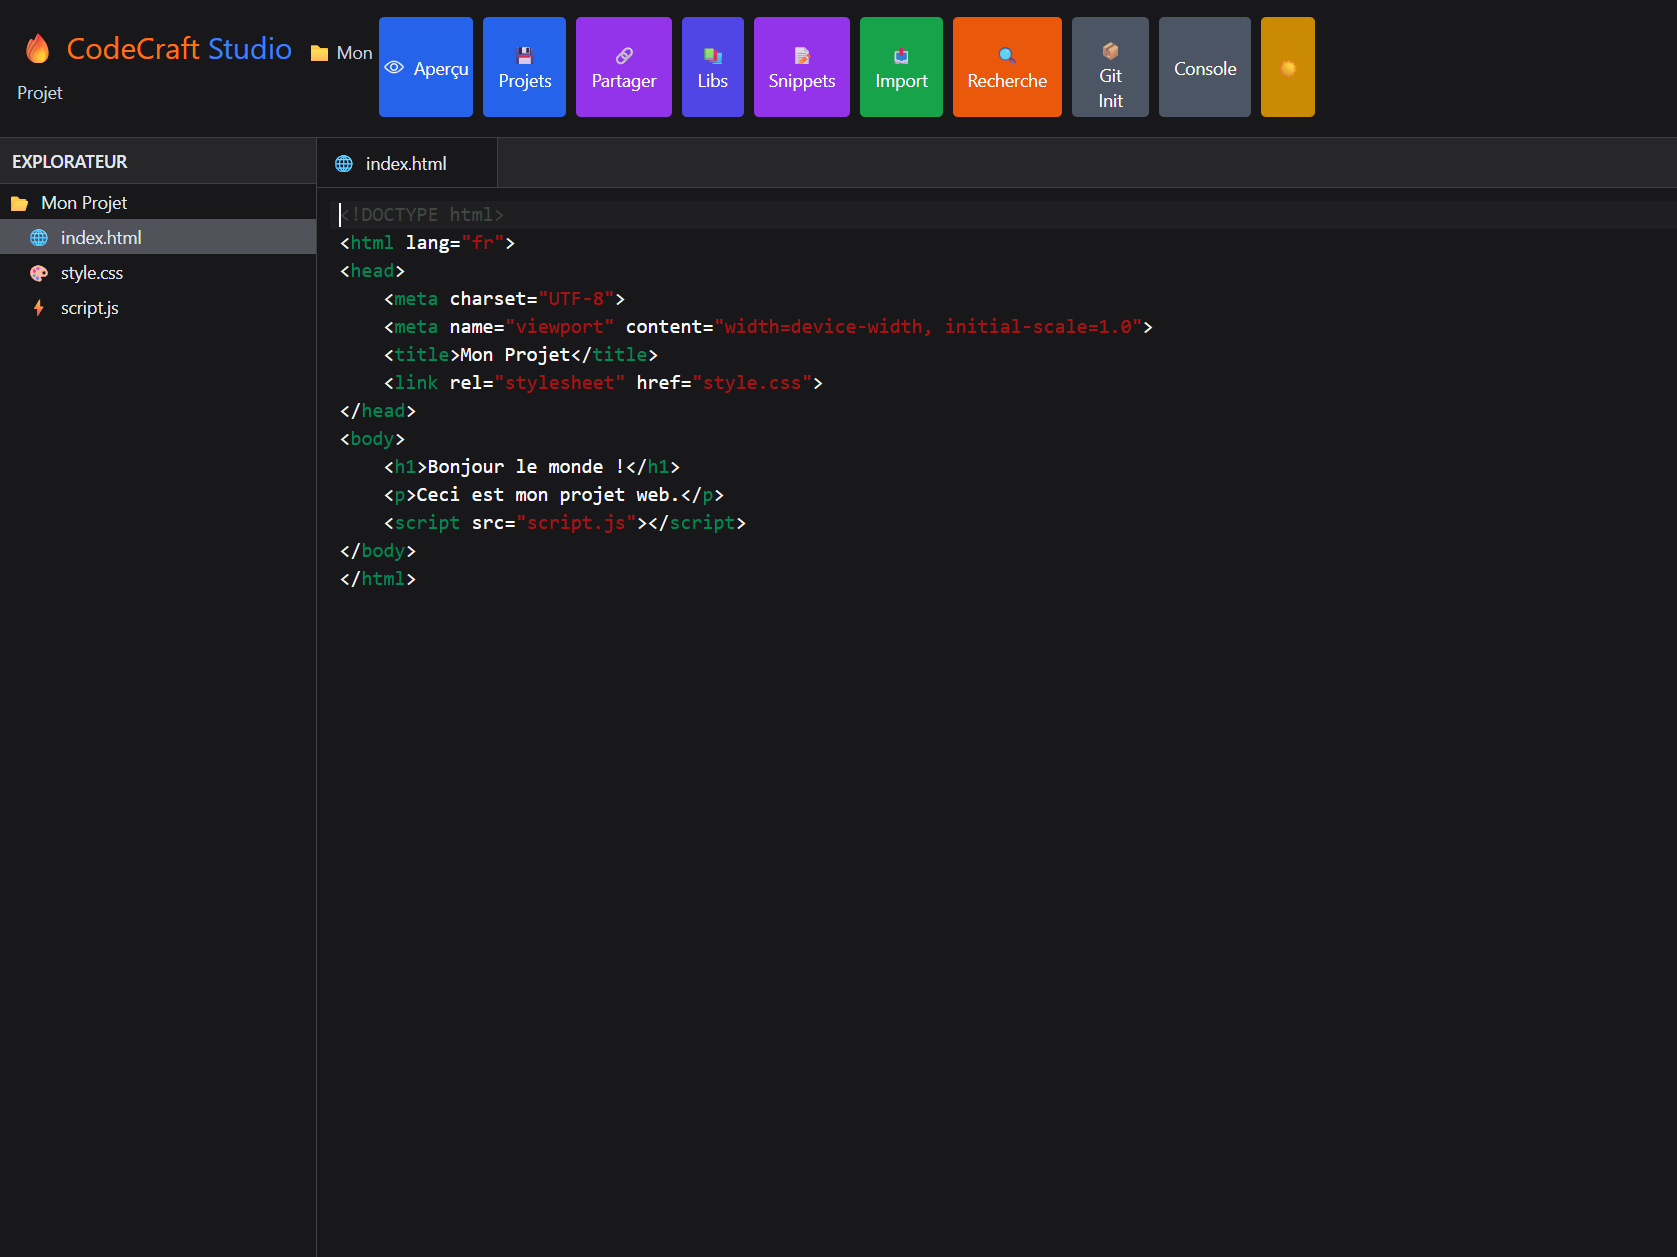 CodeCraft Studio
Mon
Projet
Aperçu
Projets
Partager
Libs
Snippets
Import
Recherche
Git
Init
Console
EXPLORATEUR
Mon Projet
index.html
style.css
script.js
index.html
<!DOCTYPE html>
<html lang="fr">
<head>
    <meta charset="UTF-8">
    <meta name="viewport" content="width=device-width, initial-scale=1.0">
    <title>Mon Projet</title>
    <link rel="stylesheet" href="style.css">
</head>
<body>
    <h1>Bonjour le monde !</h1>
    <p>Ceci est mon projet web.</p>
    <script src="script.js"></script>
</body>
</html>